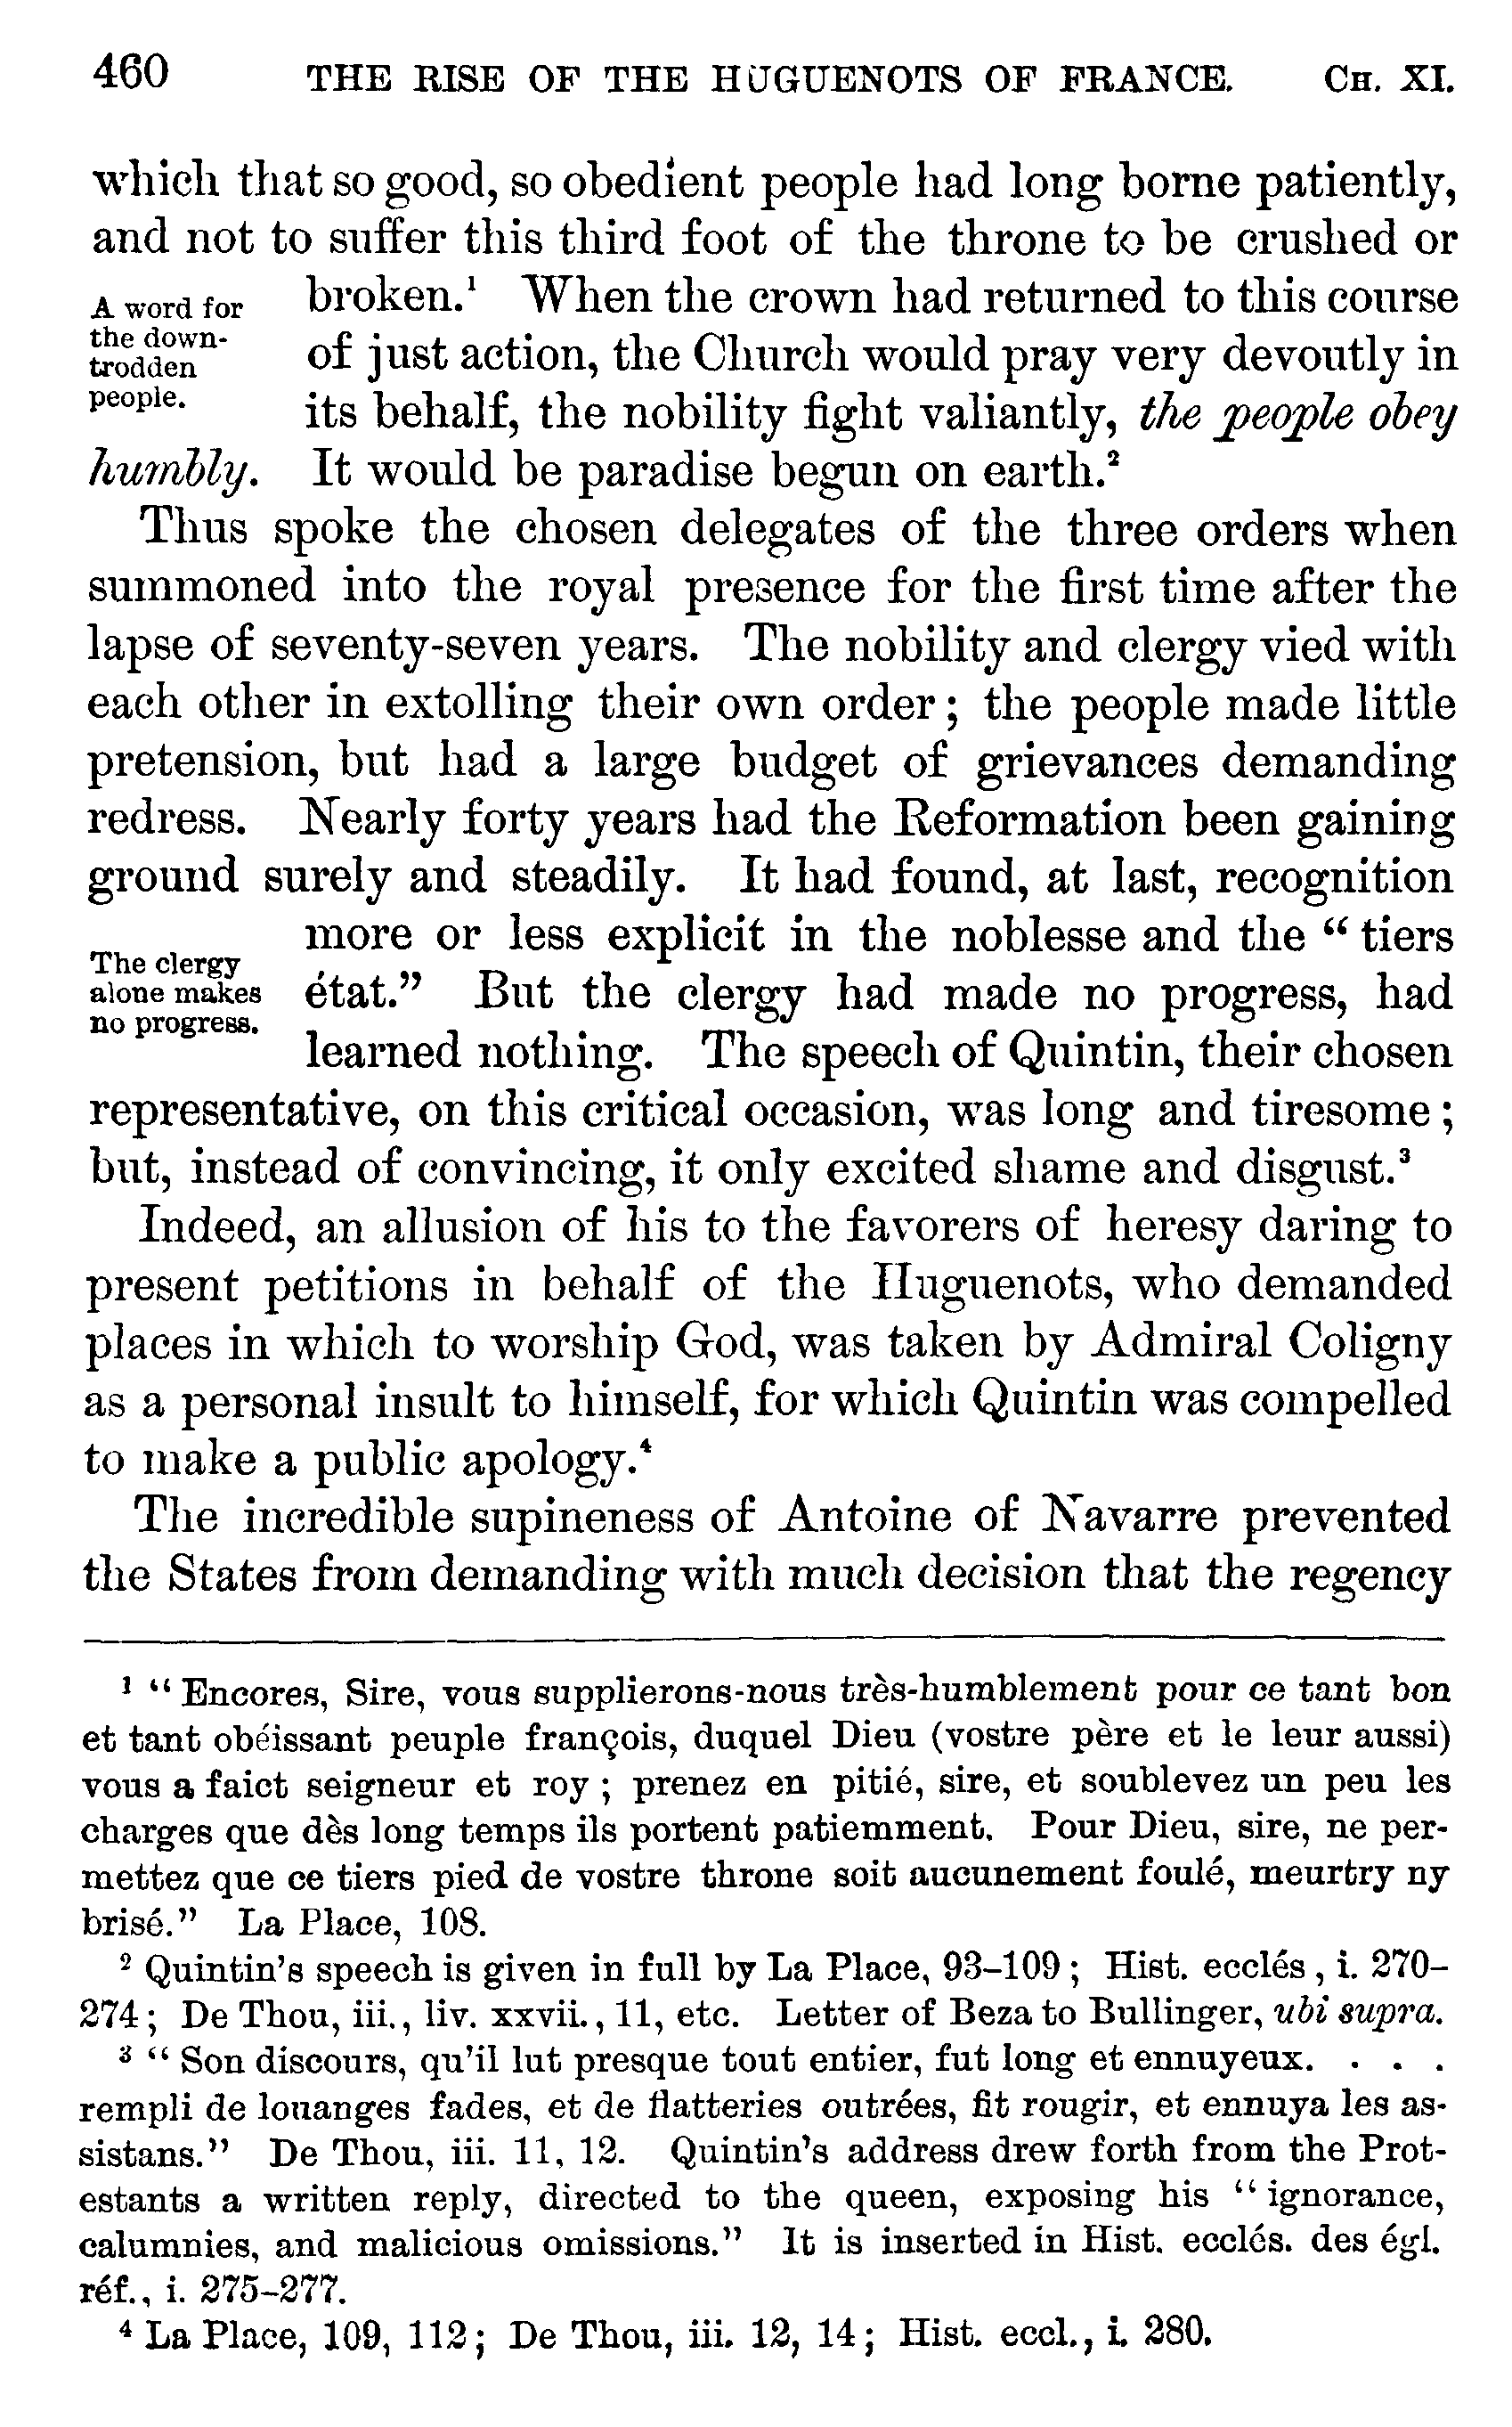 460 THE RISE OF THE HUGUENOTS OF FRANCE. CH. XI.
which that so good, so obedient people had long borne patiently,
and not to suffer this third foot of the throne to be crushed or
A word for
the down-
trodden
people.
broken.¹ When the crown had returned to this course
of just action, the Church would pray very devoutly in
its behalf, the nobility fight valiantly, the people obey
humbly. It would be paradise begun on earth.²
Thus spoke the chosen delegates of the three orders when
summoned into the royal presence for the first time after the
lapse of seventy-seven years. The nobility and clergy vied with
each other in extolling their own order; the people made little
pretension, but had a large budget of grievances demanding
redress. Nearly forty years had the Reformation been gaining
ground surely and steadily. It had found, at last, recognition
The clergy
alone makes
no progress.
more or less explicit in the noblesse and the “tiers
état.” But the clergy had made no progress, had
learned nothing. The speech of Quintin, their chosen
representative, on this critical occasion, was long and tiresome;
but, instead of convincing, it only excited shame and disgust.³
Indeed, an allusion of his to the favorers of heresy daring to
present petitions in behalf of the Huguenots, who demanded
places in which to worship God, was taken by Admiral Coligny
as a personal insult to himself, for which Quintin was compelled
to make a public apology.⁴
The incredible supineness of Antoine of Navarre prevented
the States from demanding with much decision that the regency
¹ “Encores, Sire, vous supplierons-nous très-humblement pour ce tant bon
et tant obéissant peuple françois, duquel Dieu (vostre père et le leur aussi)
vous a faict seigneur et roy; prenez en pitié, sire, et soublevez un peu les
charges que dès long temps ils portent patiemment. Pour Dieu, sire, ne per-
mettez que ce tiers pied de vostre throne soit aucunement foulé, meurtry ny
brisé.” La Place, 108.
² Quintin’s speech is given in full by La Place, 93–109; Hist. ecclés, i. 270–
274; De Thou, iii., liv. xxvii., 11, etc. Letter of Beza to Bullinger, ubi supra.
³ “Son discours, qu’il lut presque tout entier, fut long et ennuyeux. . . .
rempli de louanges fades, et de flatteries outrées, fit rougir, et ennuya les as-
sistans.” De Thou, iii. 11, 12. Quintin’s address drew forth from the Prot-
estants a written reply, directed to the queen, exposing his “ignorance,
calumnies, and malicious omissions.” It is inserted in Hist. ecclés. des égl.
réf., i. 275–277.
⁴ La Place, 109, 112; De Thou, iii. 12, 14; Hist. eccl., i. 280.